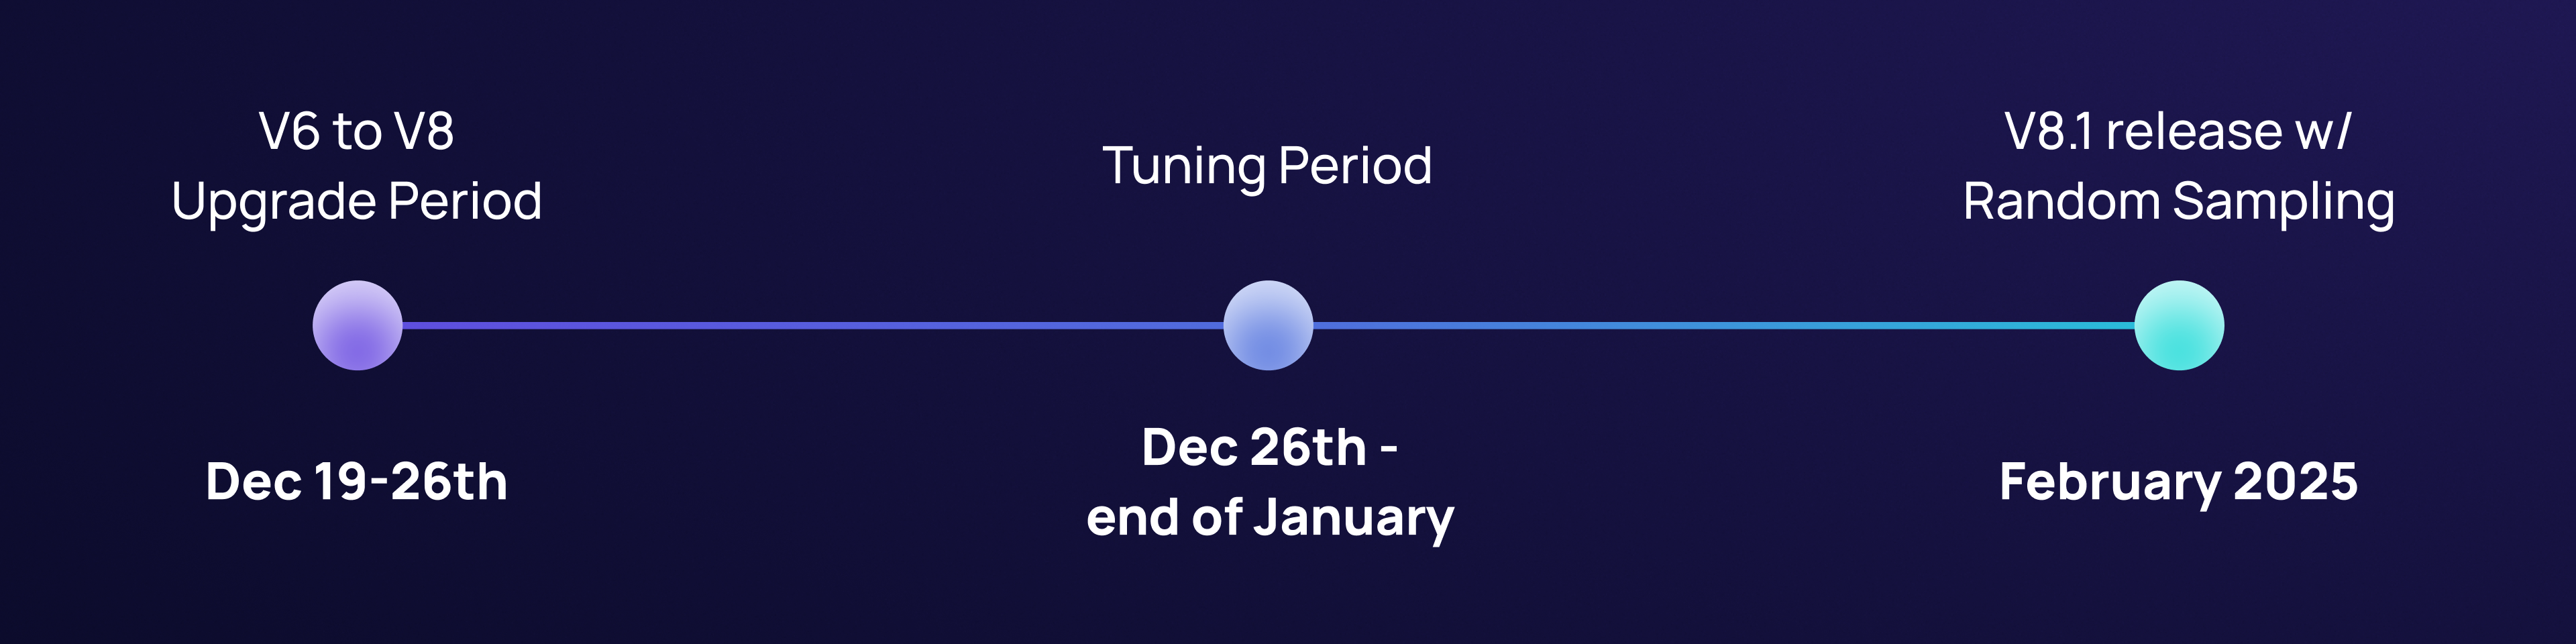 V6 to V8
Upgrade Period
Dec 19-26th
Tuning Period
Dec 26th -
end of January
V8.1 release w/
Random Sampling
February 2025